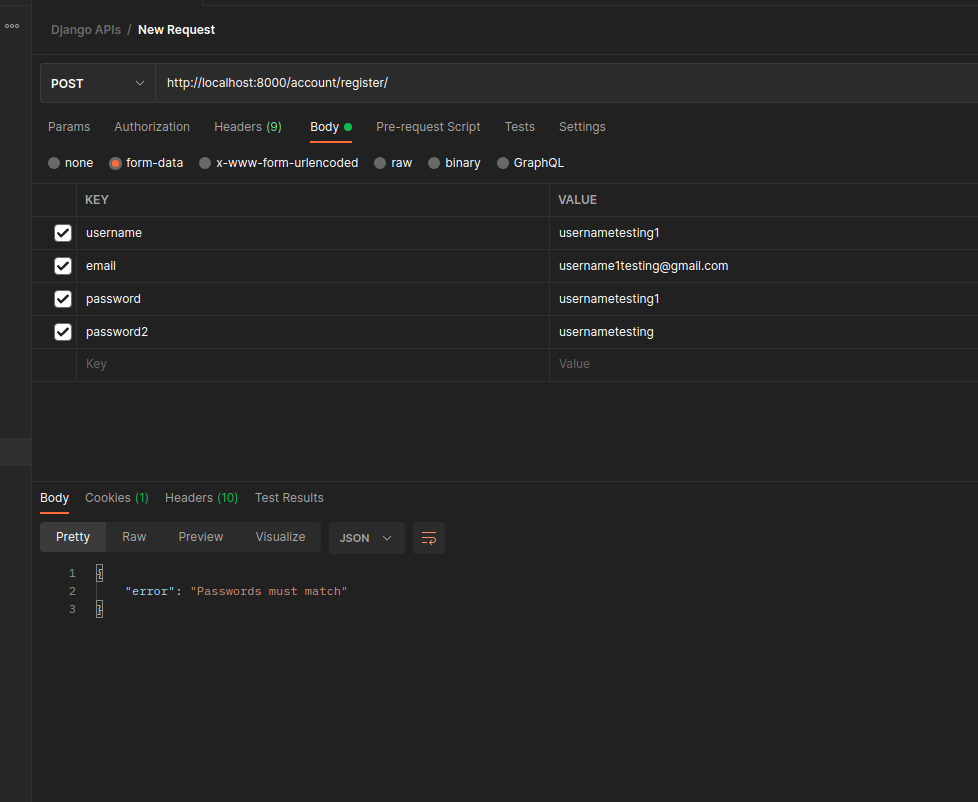 Django APIs / New Request
POST http://localhost:8000/account/register/
Params Authorization Headers (9) Body Pre-request Script Tests Settings
none form-data x-www-form-urlencoded raw binary GraphQL
KEY VALUE
username usernametesting1
email username1testing@gmail.com
password usernametesting1
password2 usernametesting
Key Value
Body Cookies (1) Headers (10) Test Results
Pretty Raw Preview Visualize JSON
1 {
2 "error": "Passwords must match"
3 }